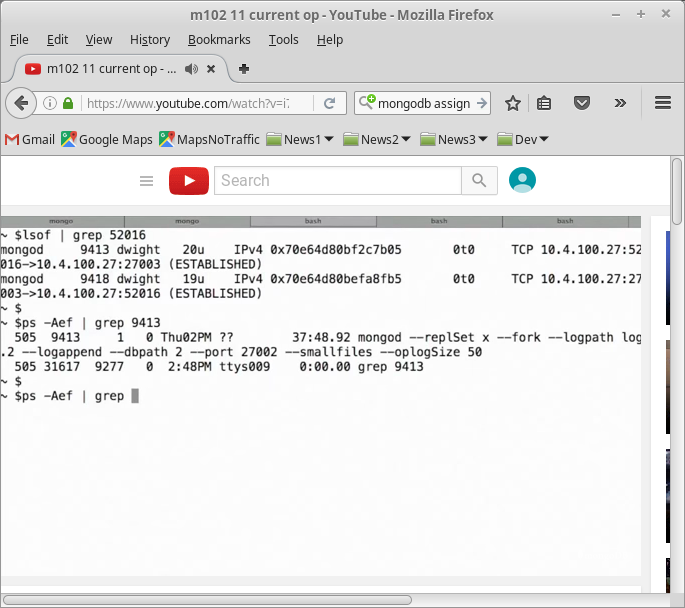 m102 11 current op - YouTube - Mozilla Firefox
File Edit View History Bookmarks Tools Help
m102 11 current op - ...
https://www.youtube.com/watch?v=i
mongodb assign
Gmail Google Maps MapsNoTraffic News1 News2 News3 Dev
Search
mongo mongo bash bash bash
~ $lsof | grep 52016
mongod 9413 dwight 20u IPv4 0x70e64d80bf2c7b05 0t0 TCP 10.4.100.27:52
016->10.4.100.27:27003 (ESTABLISHED)
mongod 9418 dwight 19u IPv4 0x70e64d80befa8fb5 0t0 TCP 10.4.100.27:27
003->10.4.100.27:52016 (ESTABLISHED)
~ $
~ $ps -Aef | grep 9413
505 9413 1 0 Thu02PM ?? 37:48.92 mongod --replSet x --fork --logpath log
.2 --logappend --dbpath 2 --port 27002 --smallfiles --oplogSize 50
505 31617 9277 0 2:48PM ttys009 0:00.00 grep 9413
~ $
~ $ps -Aef | grep